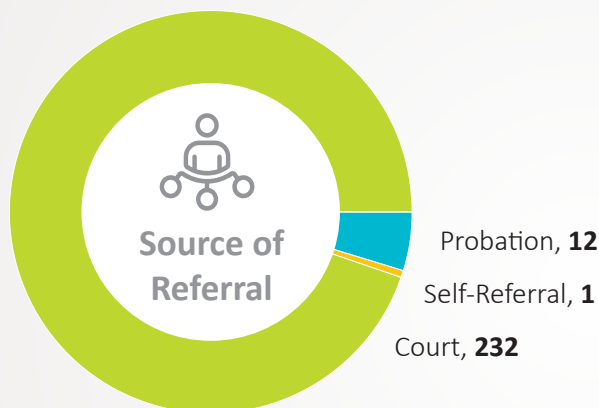 Source of
Referral
Probation, 12
Self-Referral, 1
Court, 232